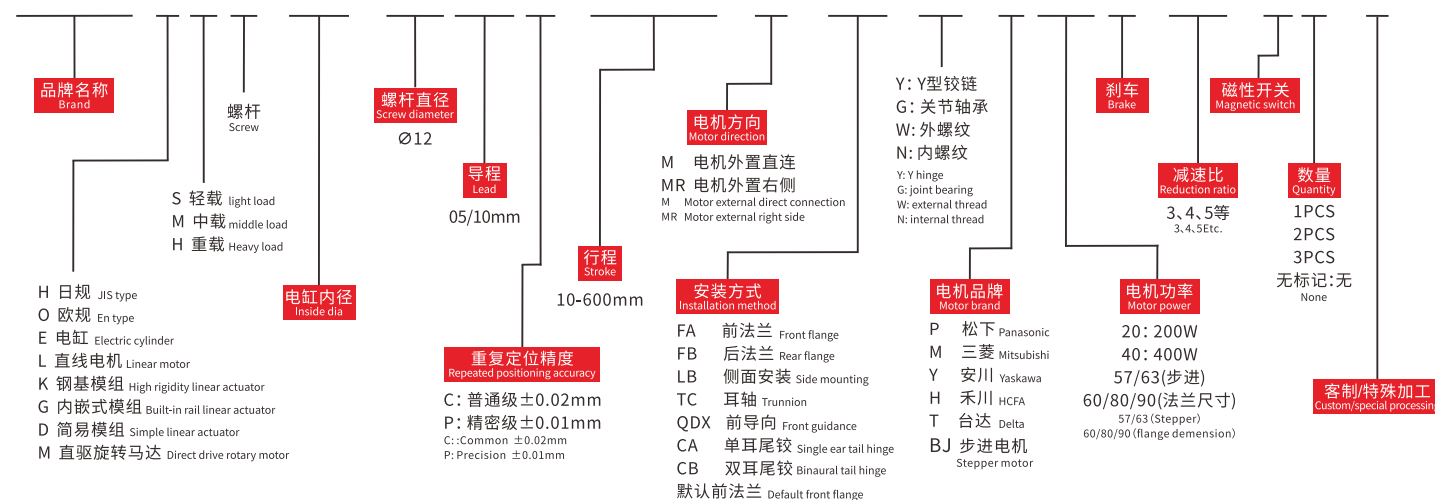 品牌名称
Brand
H 日规 JIS type
O 欧规 En type
E 电缸 Electric cylinder
L 直线电机 Linear motor
K 钢基模组 High rigidity linear actuator
G 内嵌式模组 Built-in rail linear actuator
D 简易模组 Simple linear actuator
M 直驱旋转马达 Direct drive rotary motor
S 轻载 light load
M 中载 middle load
H 重载 Heavy load
螺杆
Screw
电缸内径
Inside dia
螺杆直径
Screw diameter
∅12
导程
Lead
05/10mm
重复定位精度
Repeated positioning accuracy
C: 普通级±0.02mm
P: 精密级±0.01mm
C::Common ±0.02mm
P: Precision ±0.01mm
行程
Stroke
10-600mm
电机方向
Motor direction
M 电机外置直连
MR 电机外置右侧
M Motor external direct connection
MR Motor external right side
安装方式
Installation method
FA 前法兰 Front flange
FB 后法兰 Rear flange
LB 侧面安装 Side mounting
TC 耳轴 Trunnion
QDX 前导向 Front guidance
CA 单耳尾铰 Single ear tail hinge
CB 双耳尾铰 Binaural tail hinge
默认前法兰 Default front flange
Y: Y型铰链
G: 关节轴承
W: 外螺纹
N: 内螺纹
Y: Y hinge
G: joint bearing
W: external thread
N: internal thread
电机品牌
Motor brand
P 松下 Panasonic
M 三菱 Mitsubishi
Y 安川 Yaskawa
H 禾川 HCFA
T 台达 Delta
BJ 步进电机
Stepper motor
电机功率
Motor power
20: 200W
40: 400W
57/63(步进)
60/80/90(法兰尺寸)
57/63(Stepper)
60/80/90(flange demension)
刹车
Brake
减速比
Reduction ratio
3、4、5等
3、4、5Etc.
磁性开关
Magnetic switch
数量
Quantity
1PCS
2PCS
3PCS
无标记:无
None
客制/特殊加工
Custom/special processing